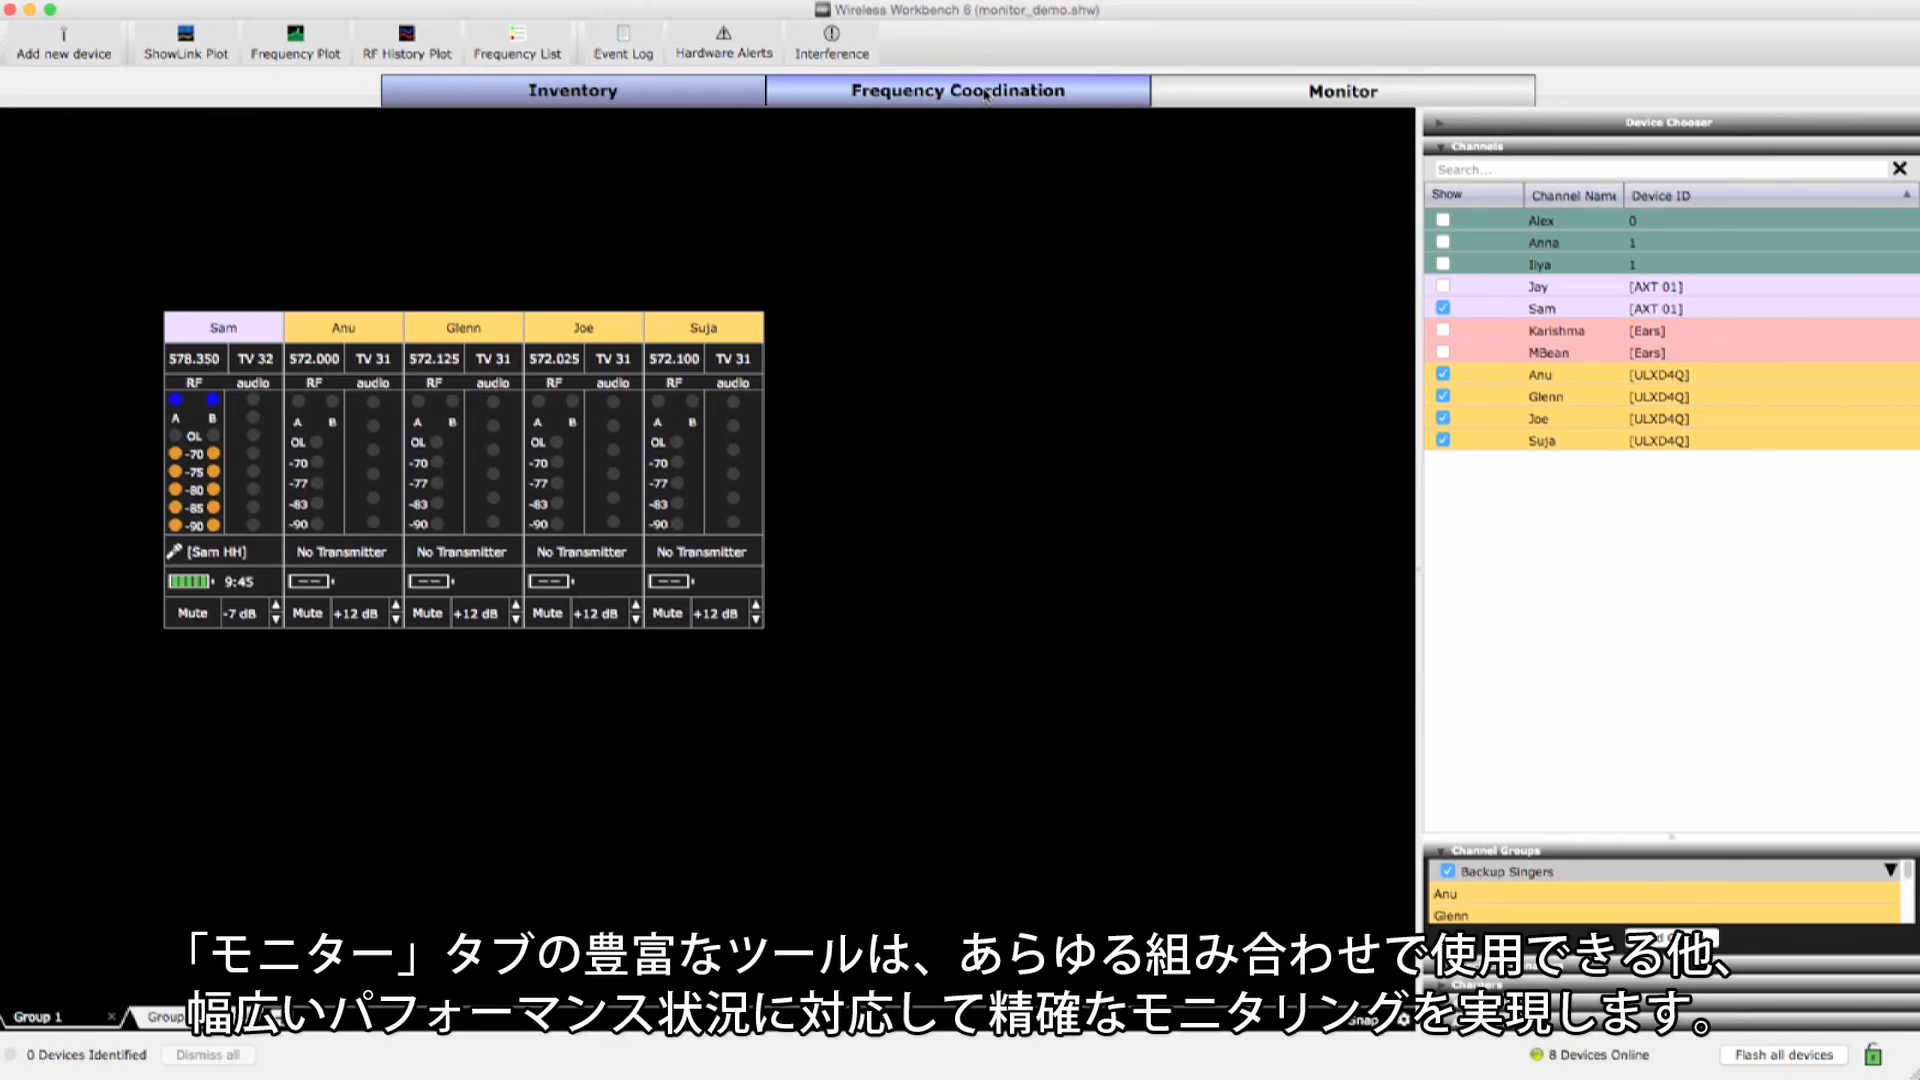 Wireless Workbench 6 (monitor_demo.shw)
Add new device ShowLink Plot Frequency Plot RF History Plot Frequency List Event Log Hardware Alerts Interference
Inventory Frequency Coordination Monitor
Device Chooser
Channels
Search...
Show Channel Name Device ID
Alex 0
Anna 1
Ilya 1
Jay [AXT 01]
Sam [AXT 01]
Karishma [Ears]
MBean [Ears]
Anu [ULXD4Q]
Glenn [ULXD4Q]
Joe [ULXD4Q]
Suja [ULXD4Q]
Sam Anu Glenn Joe Suja
578.350 TV 32 572.000 TV 31 572.125 TV 31 572.025 TV 31 572.100 TV 31
RF audio RF audio RF audio RF audio RF audio
A B A B A B A B A B
OL OL OL OL OL
-70 -70 -70 -70 -70
-75 -77 -77 -77 -77
-80 -83 -83 -83 -83
-85 -90 -90 -90 -90
-90
[Sam HH] No Transmitter No Transmitter No Transmitter No Transmitter
9:45 -- -- -- --
Mute -7 dB Mute +12 dB Mute +12 dB Mute +12 dB Mute +12 dB
Channel Groups
Backup Singers
Anu
Glenn
「モニター」タブの豊富なツールは、あらゆる組み合わせで使用できる他、
幅広いパフォーマンス状況に対応して精確なモニタリングを実現します。
Chargers
Group 1 Snap
0 Devices Identified Dismiss all 8 Devices Online Flash all devices